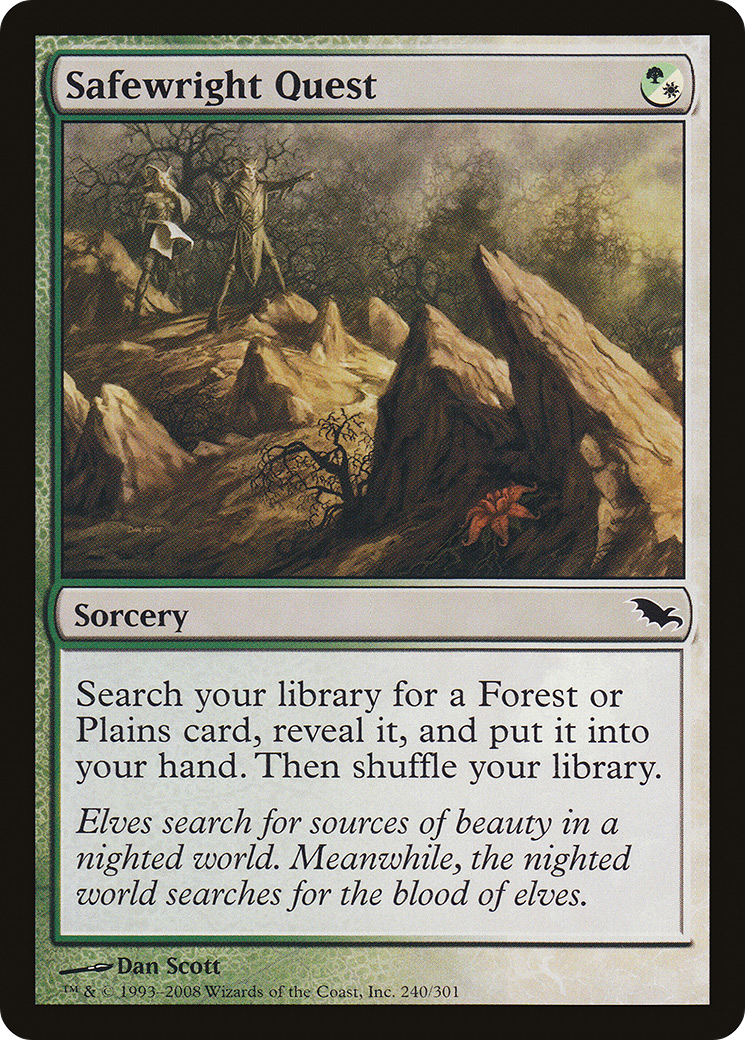 Safewright Quest
Dan Scott
Sorcery
Search your library for a Forest or
Plains card, reveal it, and put it into
your hand. Then shuffle your library.
Elves search for sources of beauty in a
nighted world. Meanwhile, the nighted
world searches for the blood of elves.
Dan Scott
™ & © 1993–2008 Wizards of the Coast, Inc. 240/301